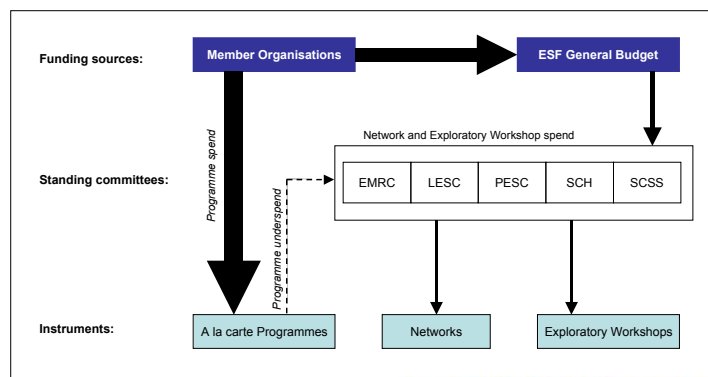 Funding sources:
Member Organisations
ESF General Budget
Programme spend
Network and Exploratory Workshop spend
Standing committees:
EMRC
LESC
PESC
SCH
SCSS
Programme underspend
Instruments:
A la carte Programmes
Networks
Exploratory Workshops